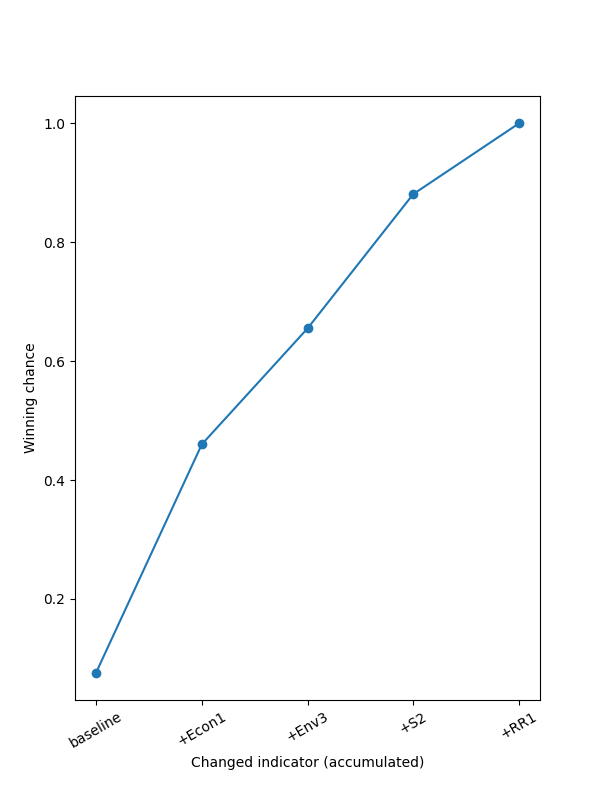 1.0
0.8
0.6
0.4
0.2
Winning chance
baseline
+Econ1
+Env3
+S2
+RR1
Changed indicator (accumulated)